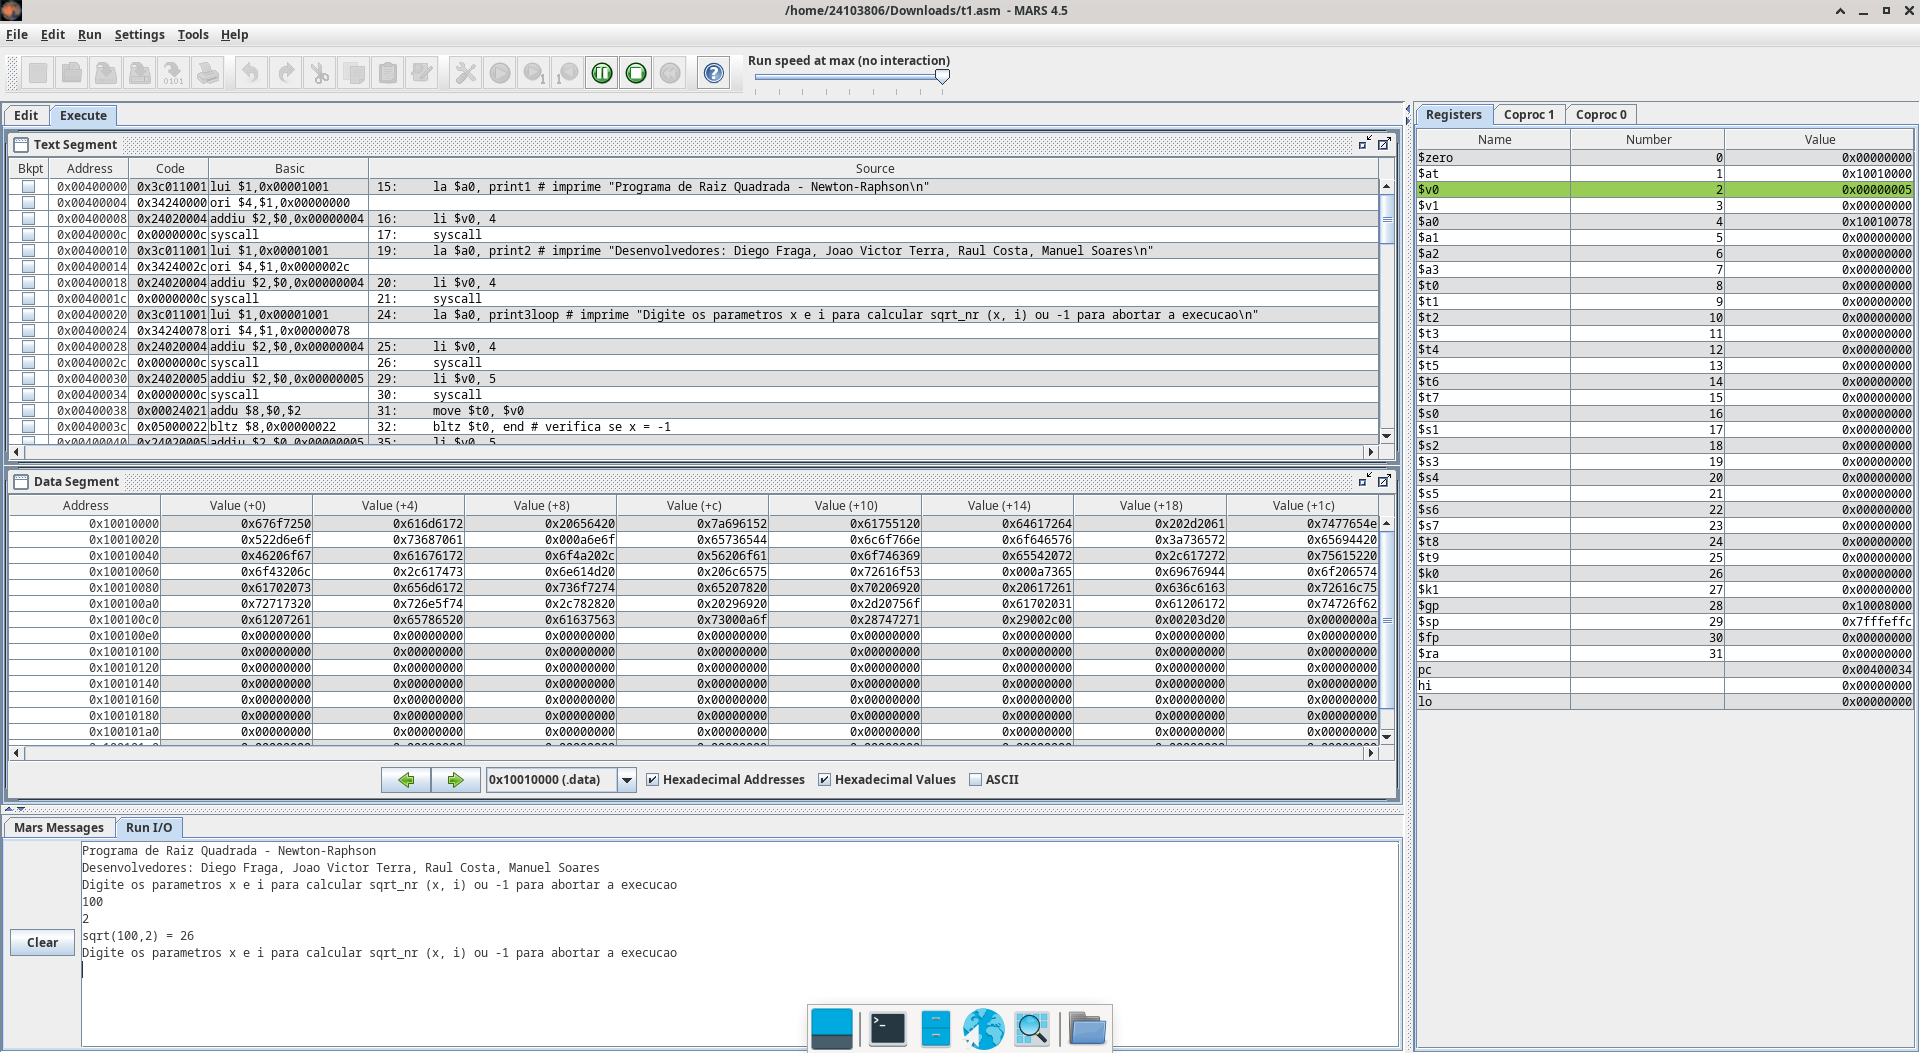 /home/24103806/Downloads/t1.asm - MARS 4.5
File Edit Run Settings Tools Help
Run speed at max (no interaction)
Edit Execute
Text Segment
Bkpt Address Code Basic Source
0x00400000 0x3c011001 lui $1,0x00001001 15: la $a0, print1 # imprime "Programa de Raiz Quadrada - Newton-Raphson\n"
0x00400004 0x34240000 ori $4,$1,0x00000000
0x00400008 0x24020004 addiu $2,$0,0x00000004 16: li $v0, 4
0x0040000c 0x0000000c syscall 17: syscall
0x00400010 0x3c011001 lui $1,0x00001001 19: la $a0, print2 # imprime "Desenvolvedores: Diego Fraga, Joao Victor Terra, Raul Costa, Manuel Soares\n"
0x00400014 0x3424002c ori $4,$1,0x0000002c
0x00400018 0x24020004 addiu $2,$0,0x00000004 20: li $v0, 4
0x0040001c 0x0000000c syscall 21: syscall
0x00400020 0x3c011001 lui $1,0x00001001 24: la $a0, print3loop # imprime "Digite os parametros x e i para calcular sqrt_nr (x, i) ou -1 para abortar a execucao\n"
0x00400024 0x34240078 ori $4,$1,0x00000078
0x00400028 0x24020004 addiu $2,$0,0x00000004 25: li $v0, 4
0x0040002c 0x0000000c syscall 26: syscall
0x00400030 0x24020005 addiu $2,$0,0x00000005 29: li $v0, 5
0x00400034 0x0000000c syscall 30: syscall
0x00400038 0x00024021 addu $8,$0,$2 31: move $t0, $v0
0x0040003c 0x05000022 bltz $8,0x00000022 32: bltz $t0, end # verifica se x = -1
0x00400040 0x24020005 addiu $2,$0,0x00000005 35: li $v0, 5
Data Segment
Address Value (+0) Value (+4) Value (+8) Value (+c) Value (+10) Value (+14) Value (+18) Value (+1c)
0x10010000 0x676f7250 0x616d6172 0x20656420 0x7a696152 0x61755120 0x64617264 0x202d2061 0x7477654e
0x10010020 0x522d6e6f 0x73687061 0x000a6e6f 0x65736544 0x6c6f766e 0x6f646576 0x3a736572 0x65694420
0x10010040 0x46206f67 0x61676172 0x6f4a202c 0x56206f61 0x6f746369 0x65542072 0x2c617272 0x75615220
0x10010060 0x6f43206c 0x2c617473 0x6e614d20 0x206c6575 0x72616f53 0x000a7365 0x69676944 0x6f206574
0x10010080 0x61702073 0x656d6172 0x736f7274 0x65207820 0x70206920 0x20617261 0x636c6163 0x72616c75
0x100100a0 0x72717320 0x726e5f74 0x2c782820 0x20296920 0x2d20756f 0x61702031 0x61206172 0x74726f62
0x100100c0 0x61207261 0x65786520 0x61637563 0x73000a6f 0x28747271 0x29002c00 0x00203d20 0x0000000a
0x100100e0 0x00000000 0x00000000 0x00000000 0x00000000 0x00000000 0x00000000 0x00000000 0x00000000
0x10010100 0x00000000 0x00000000 0x00000000 0x00000000 0x00000000 0x00000000 0x00000000 0x00000000
0x10010120 0x00000000 0x00000000 0x00000000 0x00000000 0x00000000 0x00000000 0x00000000 0x00000000
0x10010140 0x00000000 0x00000000 0x00000000 0x00000000 0x00000000 0x00000000 0x00000000 0x00000000
0x10010160 0x00000000 0x00000000 0x00000000 0x00000000 0x00000000 0x00000000 0x00000000 0x00000000
0x10010180 0x00000000 0x00000000 0x00000000 0x00000000 0x00000000 0x00000000 0x00000000 0x00000000
0x100101a0 0x00000000 0x00000000 0x00000000 0x00000000 0x00000000 0x00000000 0x00000000 0x00000000
0x10010000 (.data) Hexadecimal Addresses Hexadecimal Values ASCII
Mars Messages Run I/O
Clear
Programa de Raiz Quadrada - Newton-Raphson
Desenvolvedores: Diego Fraga, Joao Victor Terra, Raul Costa, Manuel Soares
Digite os parametros x e i para calcular sqrt_nr (x, i) ou -1 para abortar a execucao
100
2
sqrt(100,2) = 26
Digite os parametros x e i para calcular sqrt_nr (x, i) ou -1 para abortar a execucao
Registers Coproc 1 Coproc 0
Name Number Value
$zero 0 0x00000000
$at 1 0x10010000
$v0 2 0x00000005
$v1 3 0x00000000
$a0 4 0x10010078
$a1 5 0x00000000
$a2 6 0x00000000
$a3 7 0x00000000
$t0 8 0x00000000
$t1 9 0x00000000
$t2 10 0x00000000
$t3 11 0x00000000
$t4 12 0x00000000
$t5 13 0x00000000
$t6 14 0x00000000
$t7 15 0x00000000
$s0 16 0x00000000
$s1 17 0x00000000
$s2 18 0x00000000
$s3 19 0x00000000
$s4 20 0x00000000
$s5 21 0x00000000
$s6 22 0x00000000
$s7 23 0x00000000
$t8 24 0x00000000
$t9 25 0x00000000
$k0 26 0x00000000
$k1 27 0x00000000
$gp 28 0x10008000
$sp 29 0x7fffeffc
$fp 30 0x00000000
$ra 31 0x00000000
pc 0x00400034
hi 0x00000000
lo 0x00000000